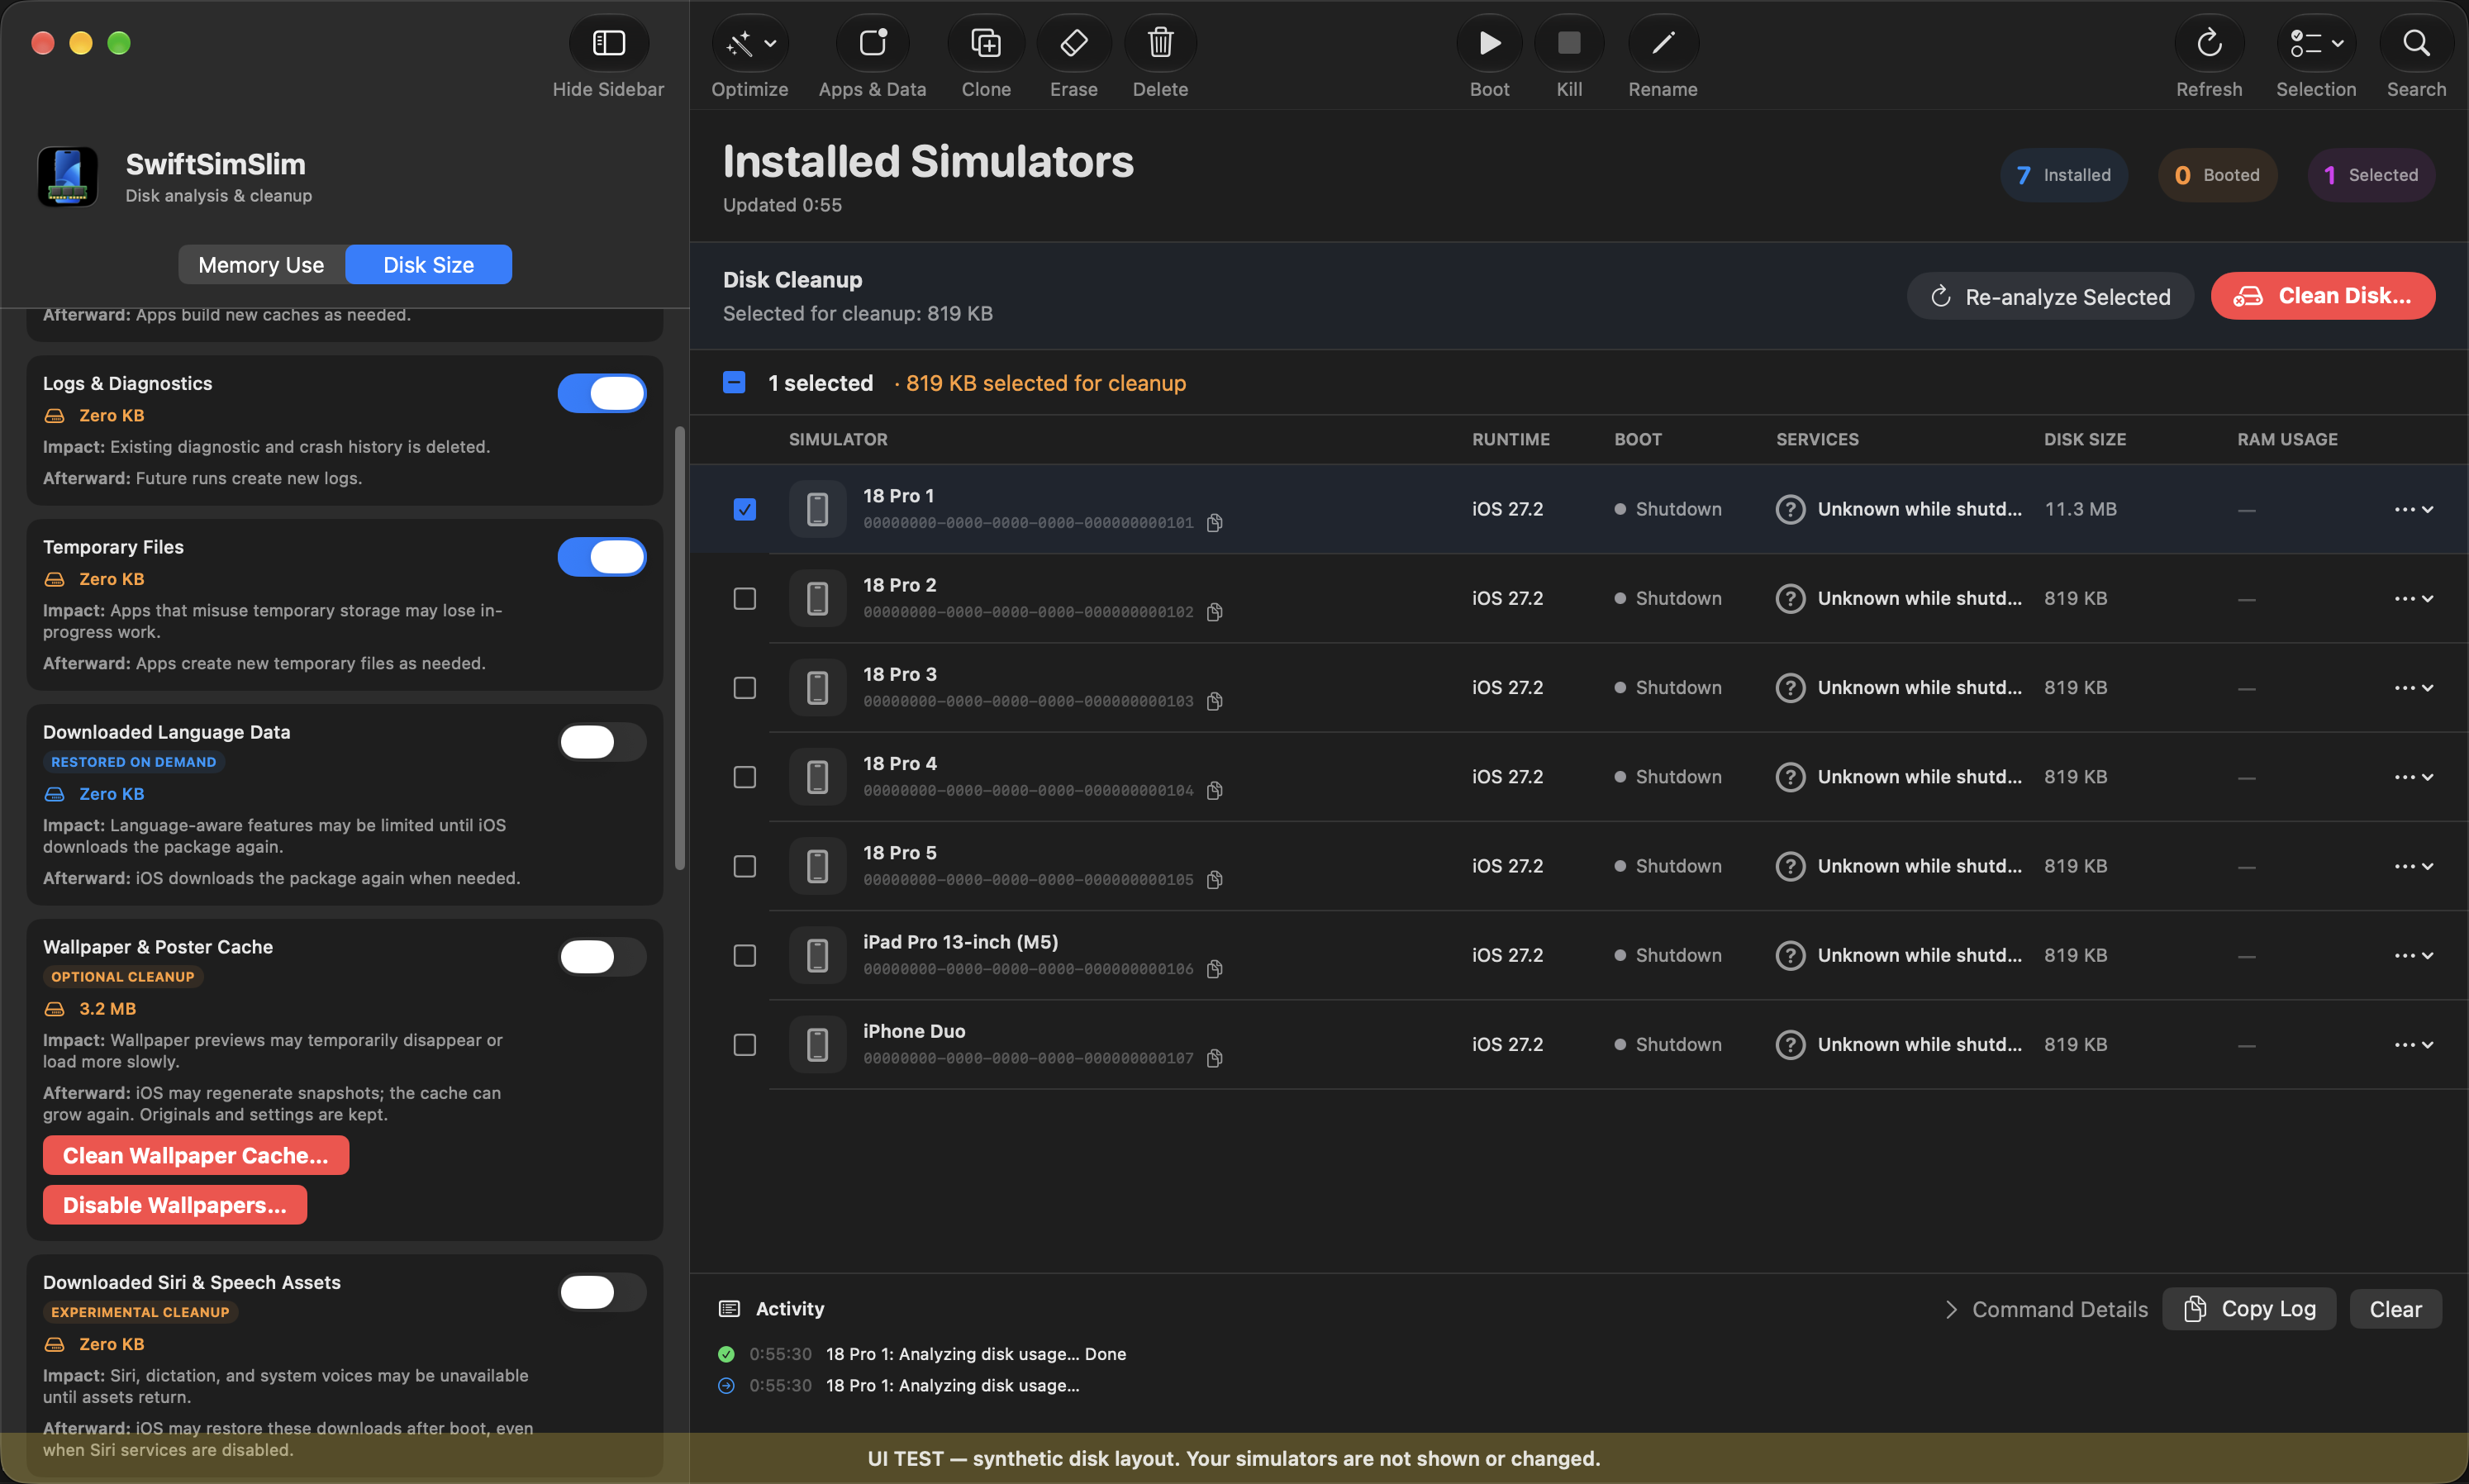 Hide Sidebar
Optimize
Apps & Data
Clone
Erase
Delete
Boot
Kill
Rename
Refresh
Selection
Search
SwiftSimSlim
Disk analysis & cleanup
Memory Use
Disk Size
Afterward: Apps build new caches as needed.
Logs & Diagnostics
Zero KB
Impact: Existing diagnostic and crash history is deleted.
Afterward: Future runs create new logs.
Temporary Files
Zero KB
Impact: Apps that misuse temporary storage may lose in-
progress work.
Afterward: Apps create new temporary files as needed.
Downloaded Language Data
RESTORED ON DEMAND
Zero KB
Impact: Language-aware features may be limited until iOS
downloads the package again.
Afterward: iOS downloads the package again when needed.
Wallpaper & Poster Cache
OPTIONAL CLEANUP
3.2 MB
Impact: Wallpaper previews may temporarily disappear or
load more slowly.
Afterward: iOS may regenerate snapshots; the cache can
grow again. Originals and settings are kept.
Clean Wallpaper Cache...
Disable Wallpapers...
Downloaded Siri & Speech Assets
EXPERIMENTAL CLEANUP
Zero KB
Impact: Siri, dictation, and system voices may be unavailable
until assets return.
Afterward: iOS may restore these downloads after boot, even
when Siri services are disabled.
Installed Simulators
Updated 0:55
7 Installed
0 Booted
1 Selected
Disk Cleanup
Selected for cleanup: 819 KB
Re-analyze Selected
Clean Disk...
1 selected · 819 KB selected for cleanup
SIMULATOR RUNTIME BOOT SERVICES DISK SIZE RAM USAGE
18 Pro 1
00000000-0000-0000-0000-000000000101
iOS 27.2 Shutdown Unknown while shutd... 11.3 MB —
18 Pro 2
00000000-0000-0000-0000-000000000102
iOS 27.2 Shutdown Unknown while shutd... 819 KB —
18 Pro 3
00000000-0000-0000-0000-000000000103
iOS 27.2 Shutdown Unknown while shutd... 819 KB —
18 Pro 4
00000000-0000-0000-0000-000000000104
iOS 27.2 Shutdown Unknown while shutd... 819 KB —
18 Pro 5
00000000-0000-0000-0000-000000000105
iOS 27.2 Shutdown Unknown while shutd... 819 KB —
iPad Pro 13-inch (M5)
00000000-0000-0000-0000-000000000106
iOS 27.2 Shutdown Unknown while shutd... 819 KB —
iPhone Duo
00000000-0000-0000-0000-000000000107
iOS 27.2 Shutdown Unknown while shutd... 819 KB —
Activity
Command Details
Copy Log
Clear
0:55:30 18 Pro 1: Analyzing disk usage... Done
0:55:30 18 Pro 1: Analyzing disk usage...
UI TEST — synthetic disk layout. Your simulators are not shown or changed.